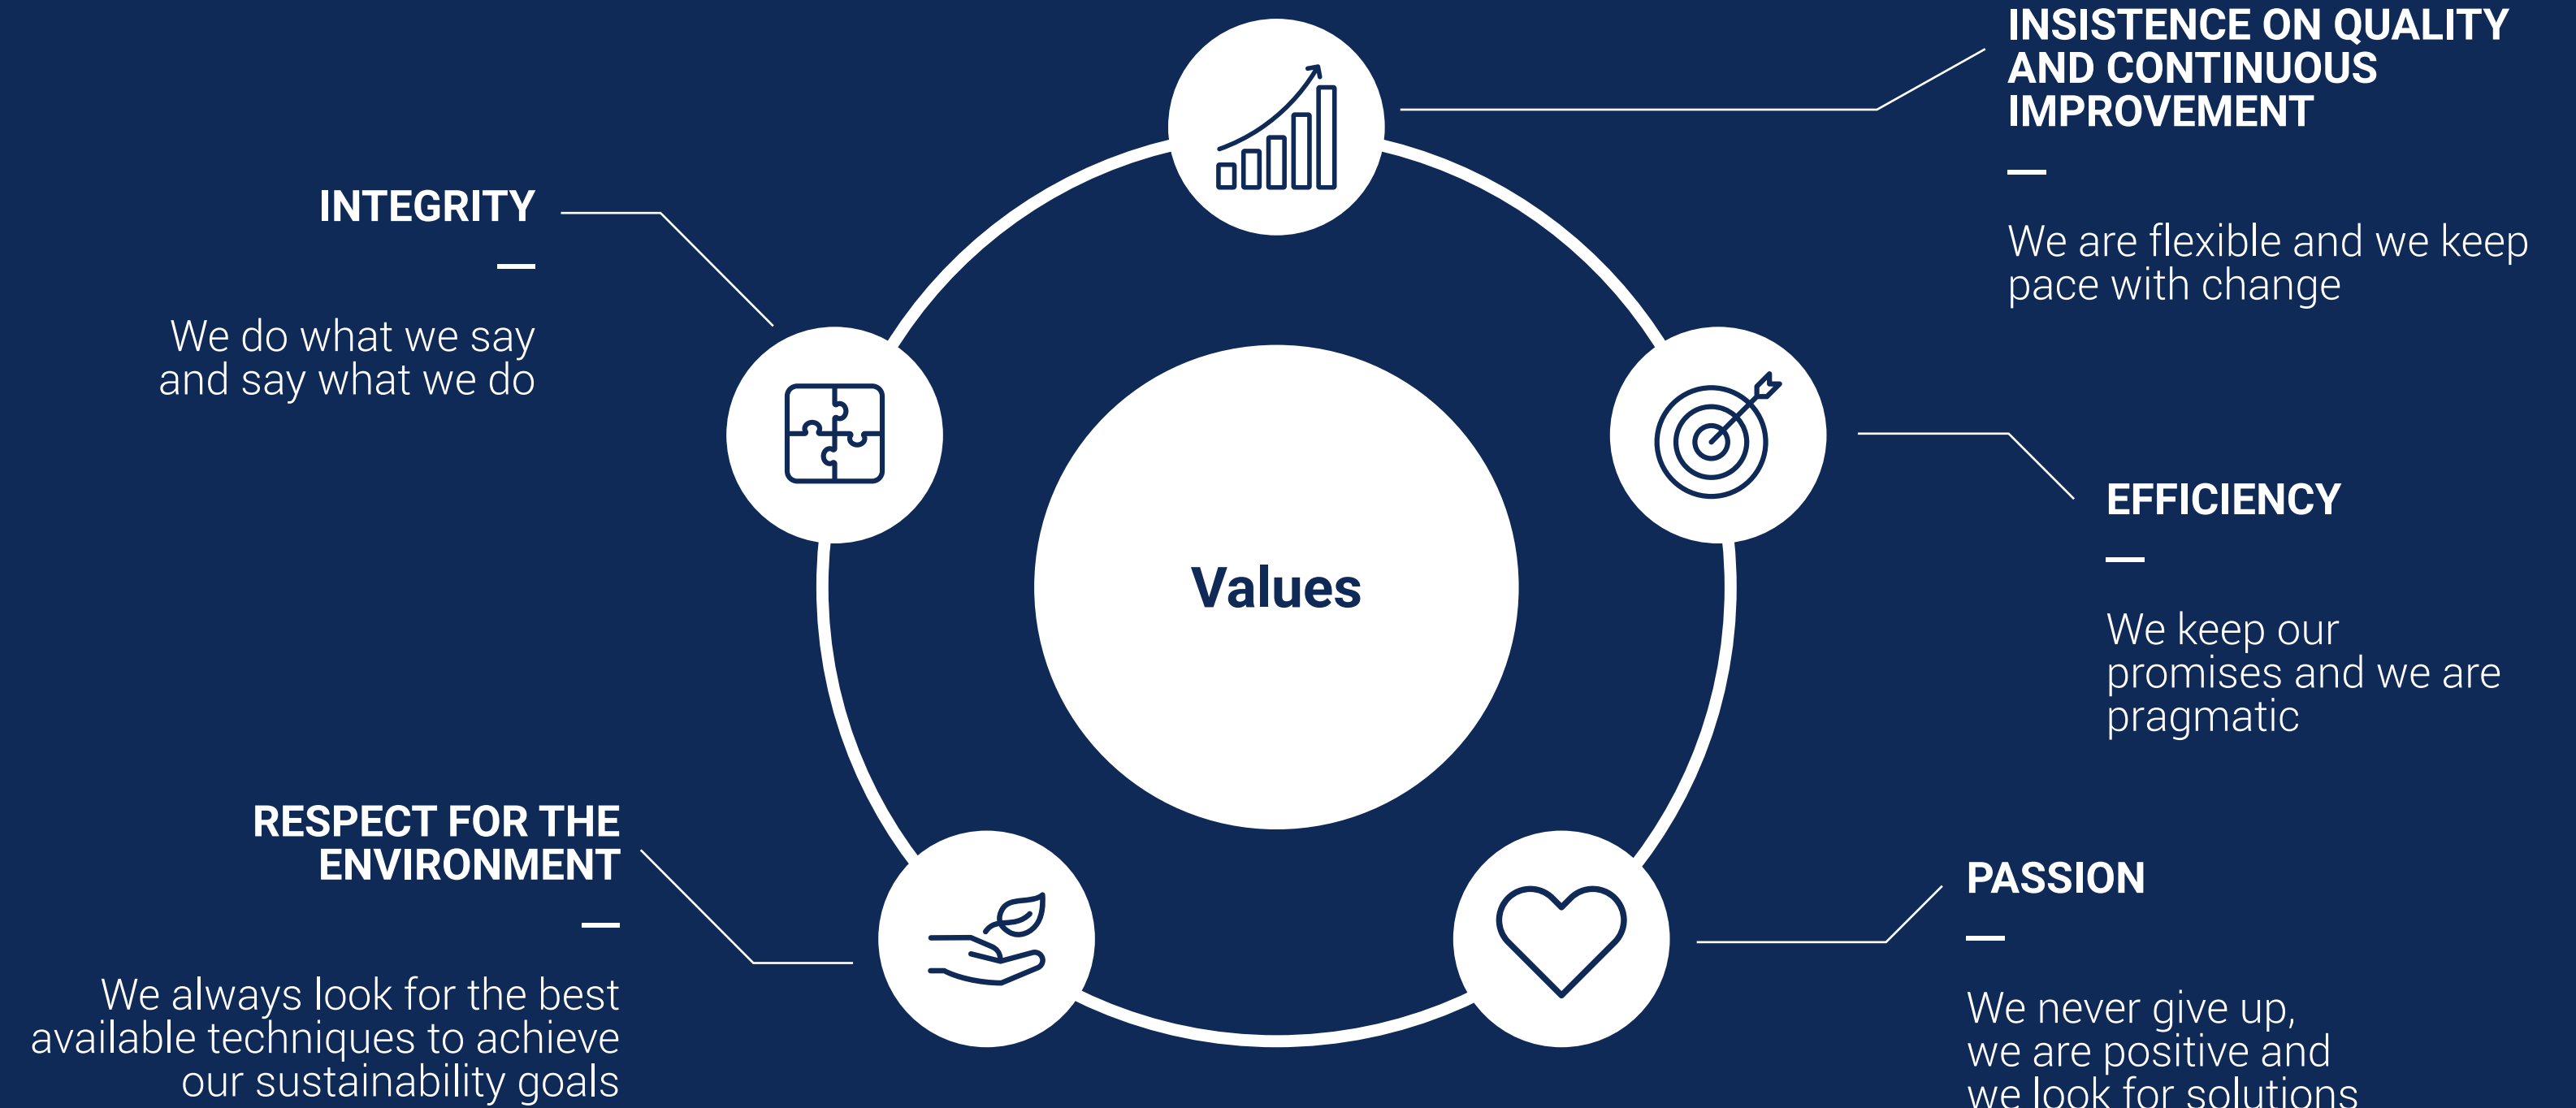 INSISTENCE ON QUALITY
AND CONTINUOUS
IMPROVEMENT
We are flexible and we keep
pace with change
INTEGRITY
We do what we say
and say what we do
Values
EFFICIENCY
We keep our
promises and we are
pragmatic
RESPECT FOR THE
ENVIRONMENT
We always look for the best
available techniques to achieve
our sustainability goals
PASSION
We never give up,
we are positive and
we look for solutions